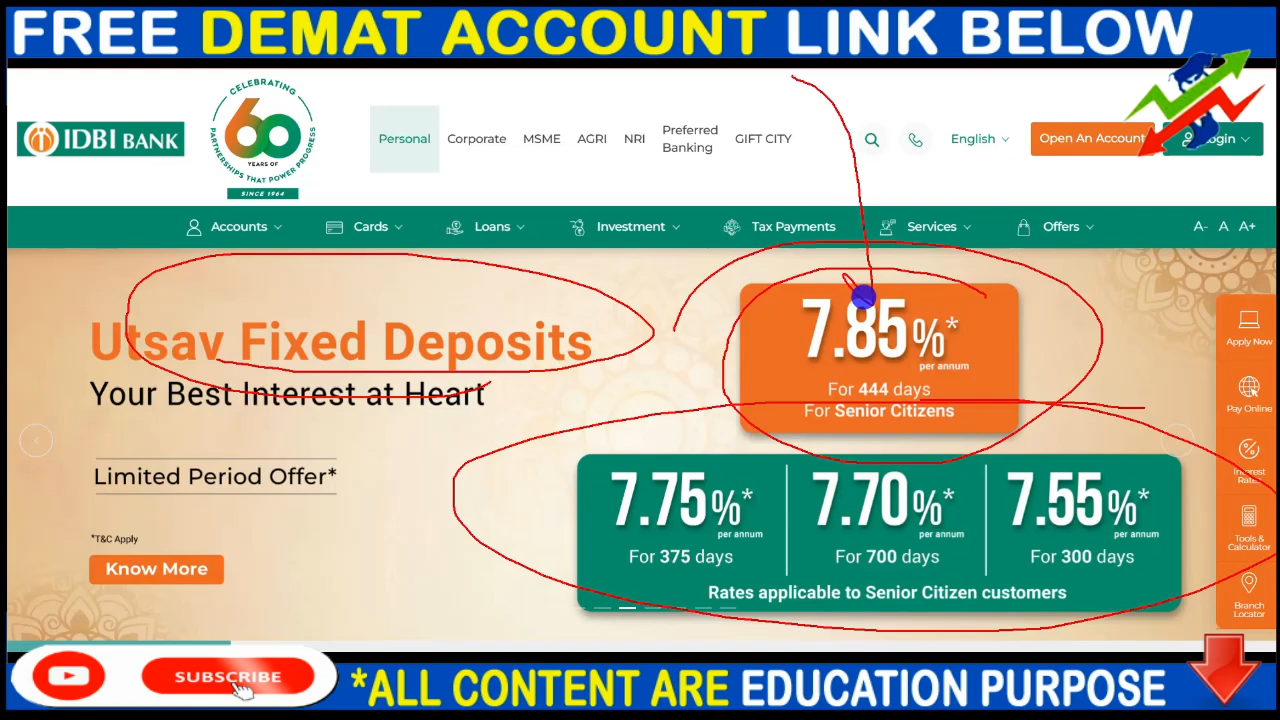 FREE DEMAT ACCOUNT LINK BELOW
IDBI BANK
CELEBRATING
60
YEARS OF
PARTNERSHIPS THAT POWER PROGRESS
SINCE 1964
Personal
Corporate
MSME
AGRI
NRI
Preferred
Banking
GIFT CITY
English
Open An Account
Login
Accounts
Cards
Loans
Investment
Tax Payments
Services
Offers
A- A A+
Utsav Fixed Deposits
Your Best Interest at Heart
Limited Period Offer*
*T&C Apply
Know More
7.85%*
per annum
For 444 days
For Senior Citizens
7.75%*
per annum
For 375 days
7.70%*
per annum
For 700 days
7.55%*
per annum
For 300 days
Rates applicable to Senior Citizen customers
Apply Now
Pay Online
Interest
Rates
Tools &
Calculator
Branch
Locator
SUBSCRIBE
*ALL CONTENT ARE EDUCATION PURPOSE